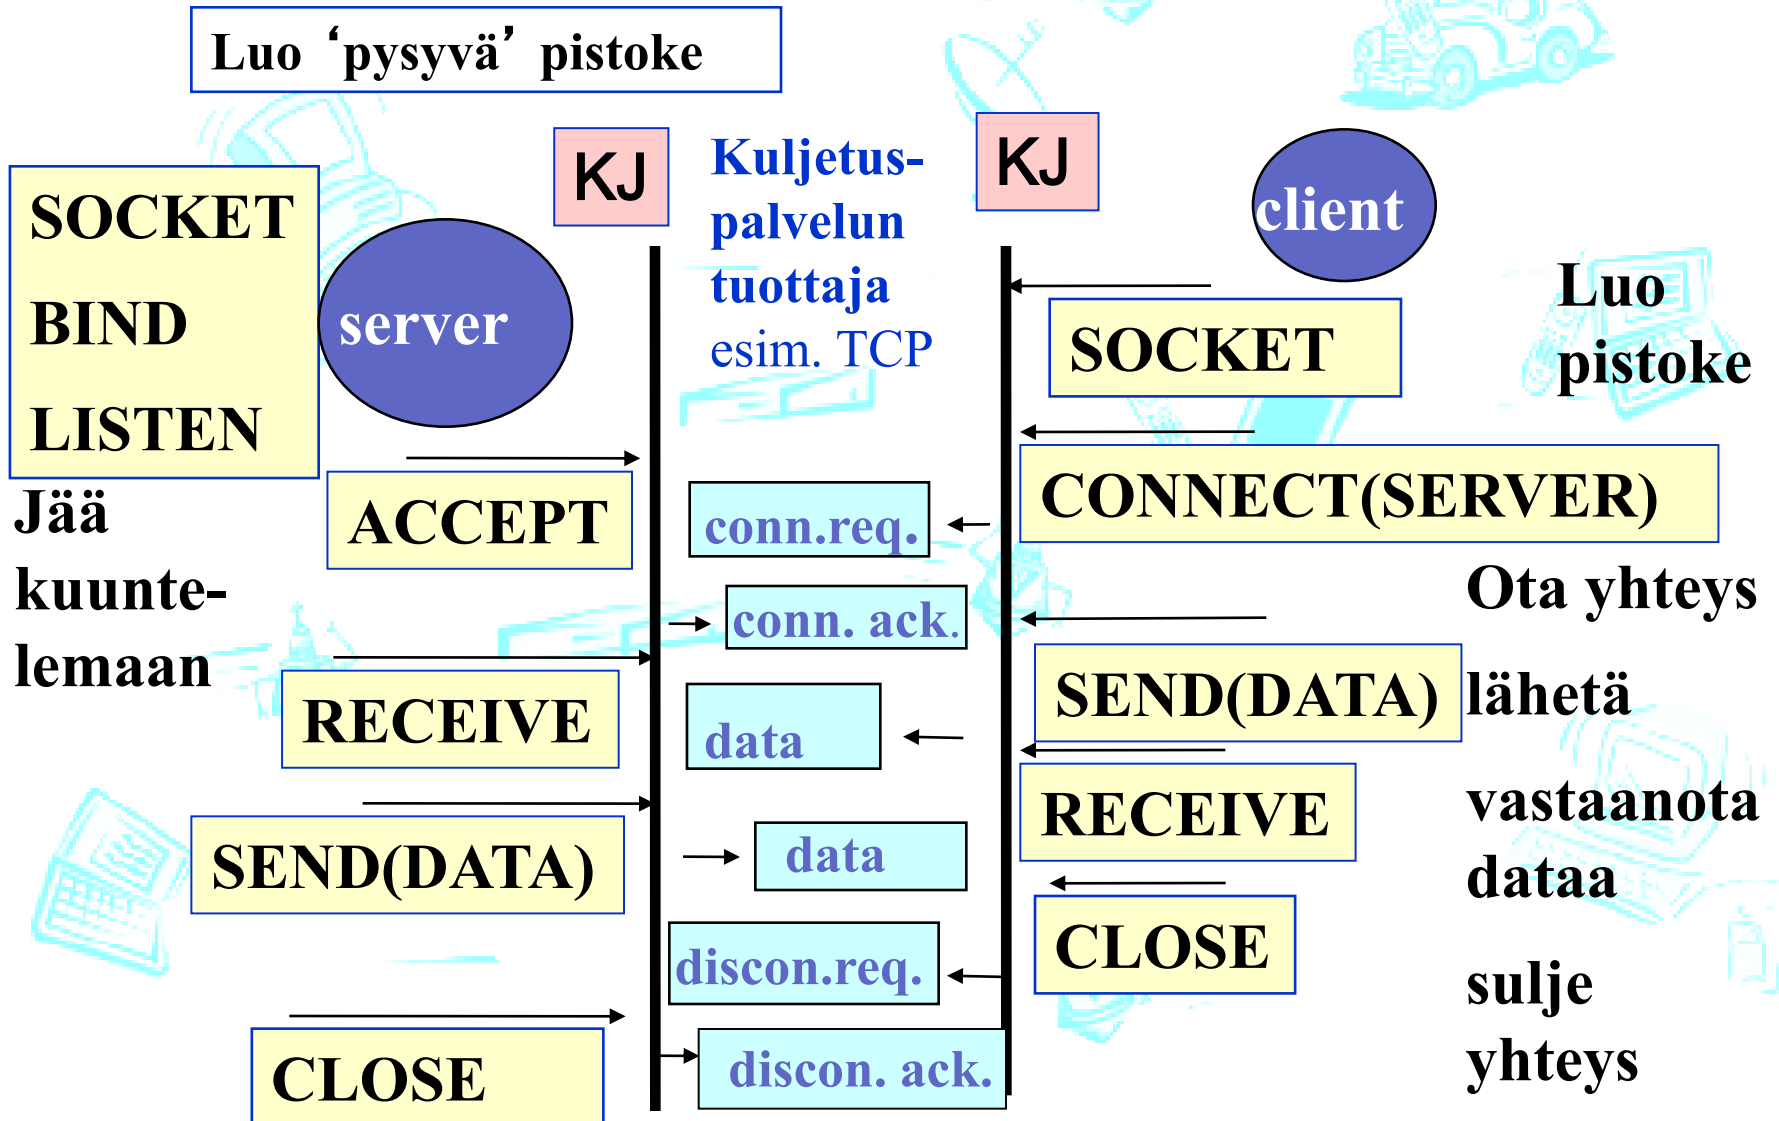 Luo ‘pysyvä’ pistoke
SOCKET
BIND
LISTEN
server
Jää
kuunte-
lemaan
KJ
ACCEPT
RECEIVE
SEND(DATA)
CLOSE
Kuljetus-
palvelun
tuottaja
esim. TCP
conn.req.
conn. ack.
data
data
discon.req.
discon. ack.
KJ
client
SOCKET
CONNECT(SERVER)
SEND(DATA)
RECEIVE
CLOSE
Luo
pistoke
Ota yhteys
lähetä
vastaanota
dataa
sulje
yhteys